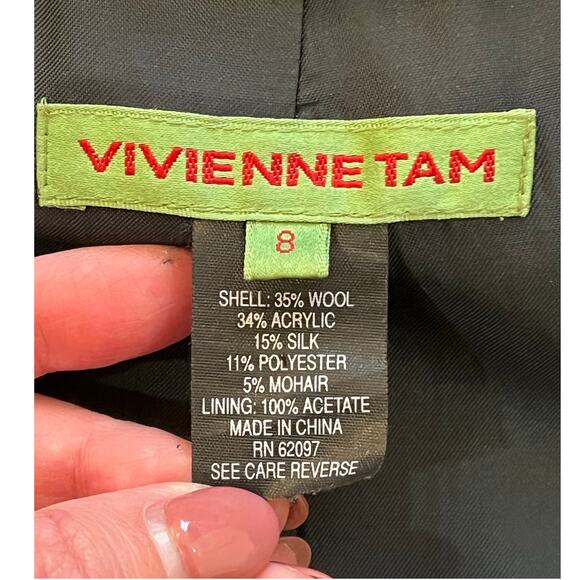 VIVIENNE TAM
8
SHELL: 35% WOOL
34% ACRYLIC
15% SILK
11% POLYESTER
5% MOHAIR
LINING: 100% ACETATE
MADE IN CHINA
RN 62097
SEE CARE REVERSE